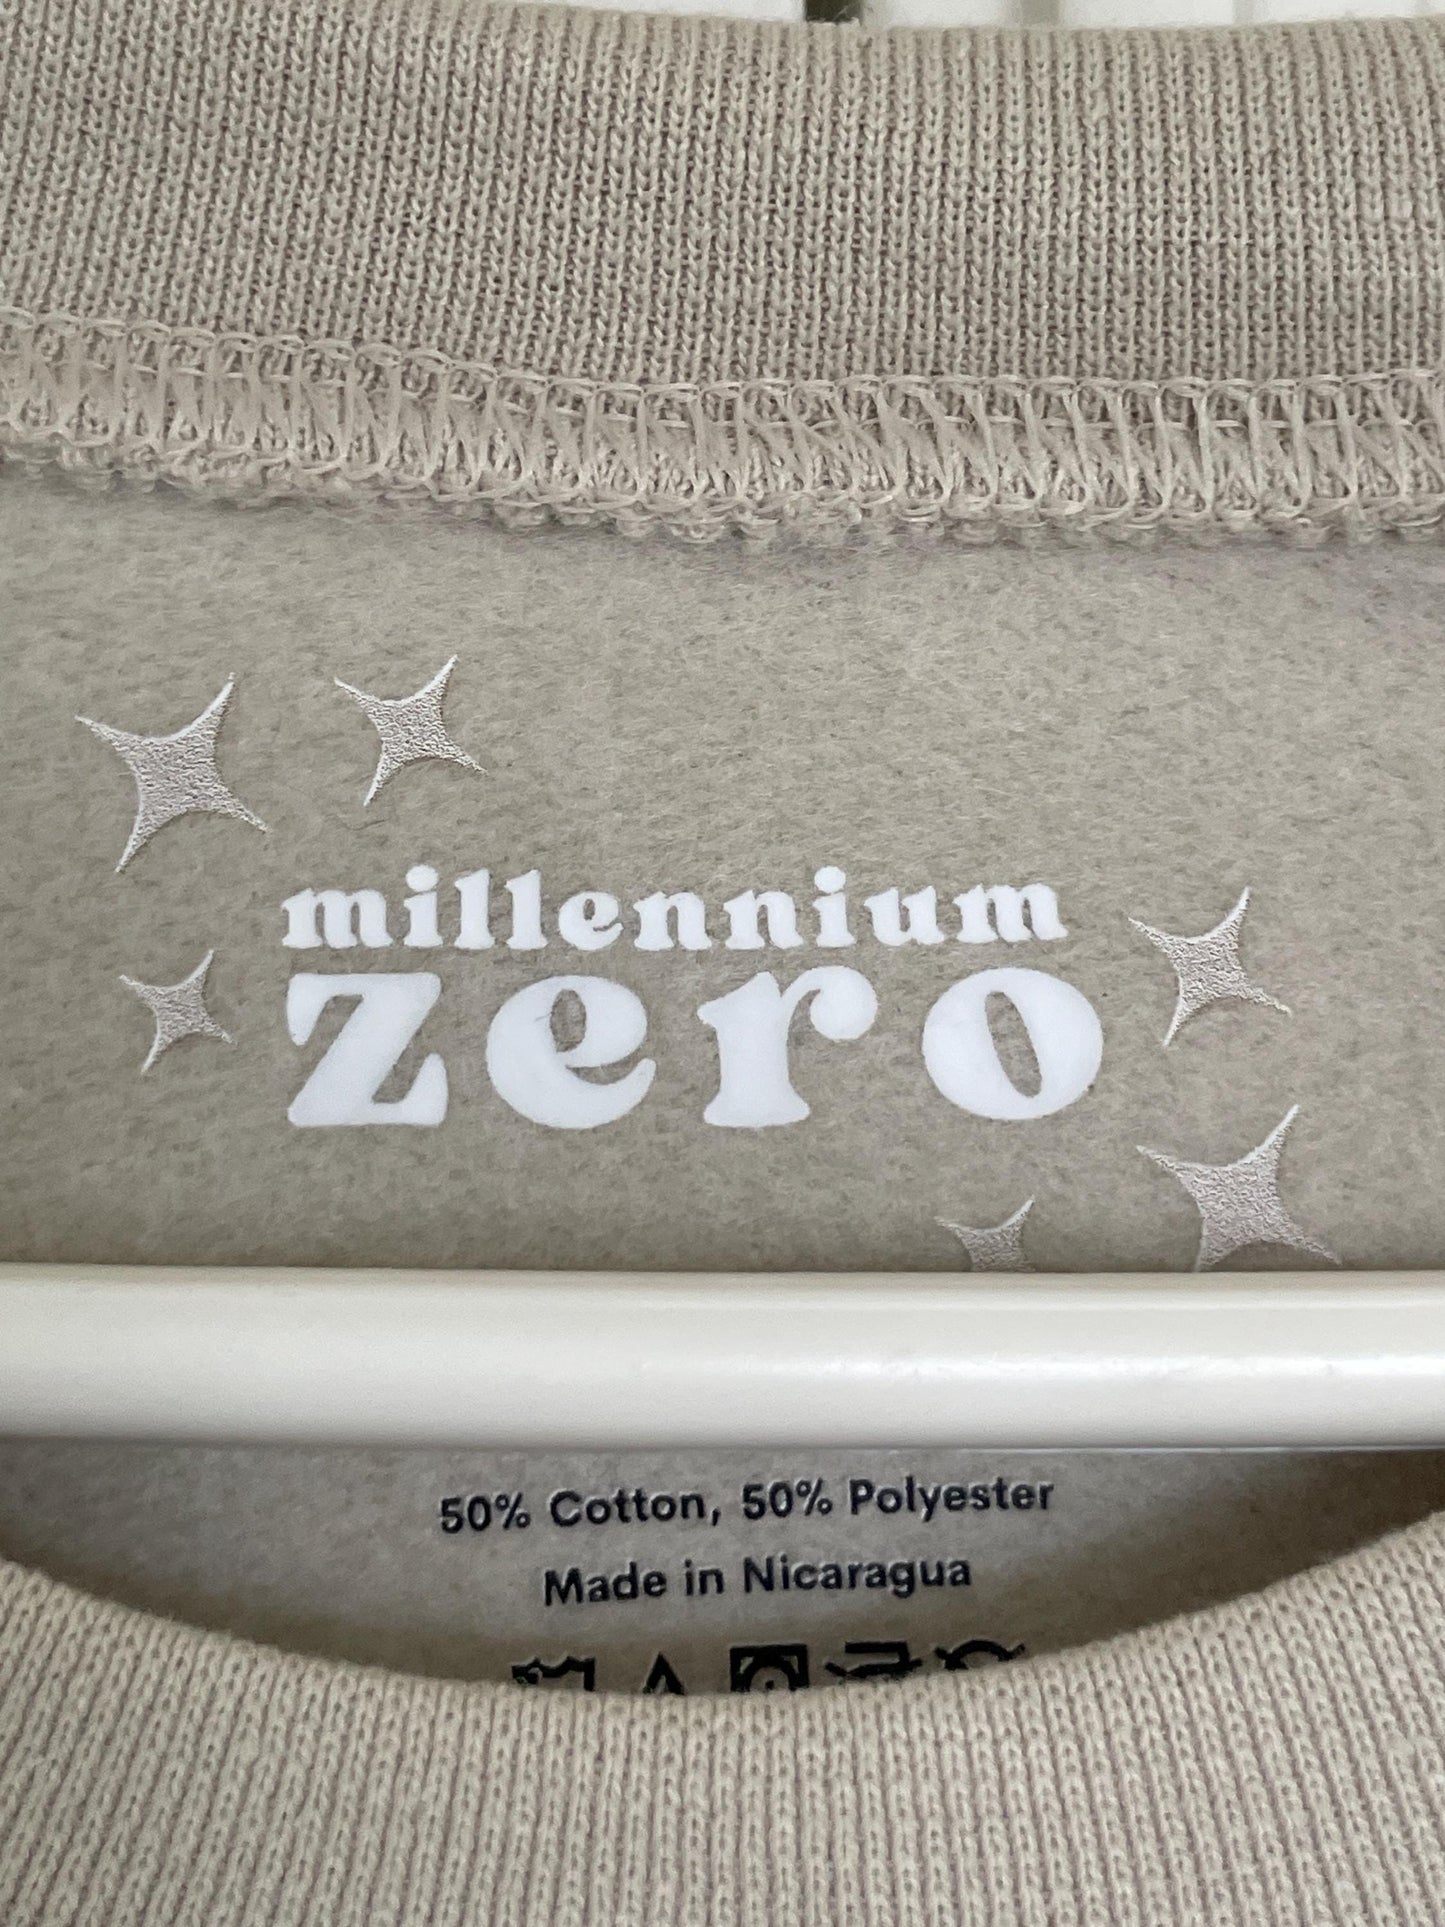 millennium
zero
50% Cotton, 50% Polyester
Made in Nicaragua